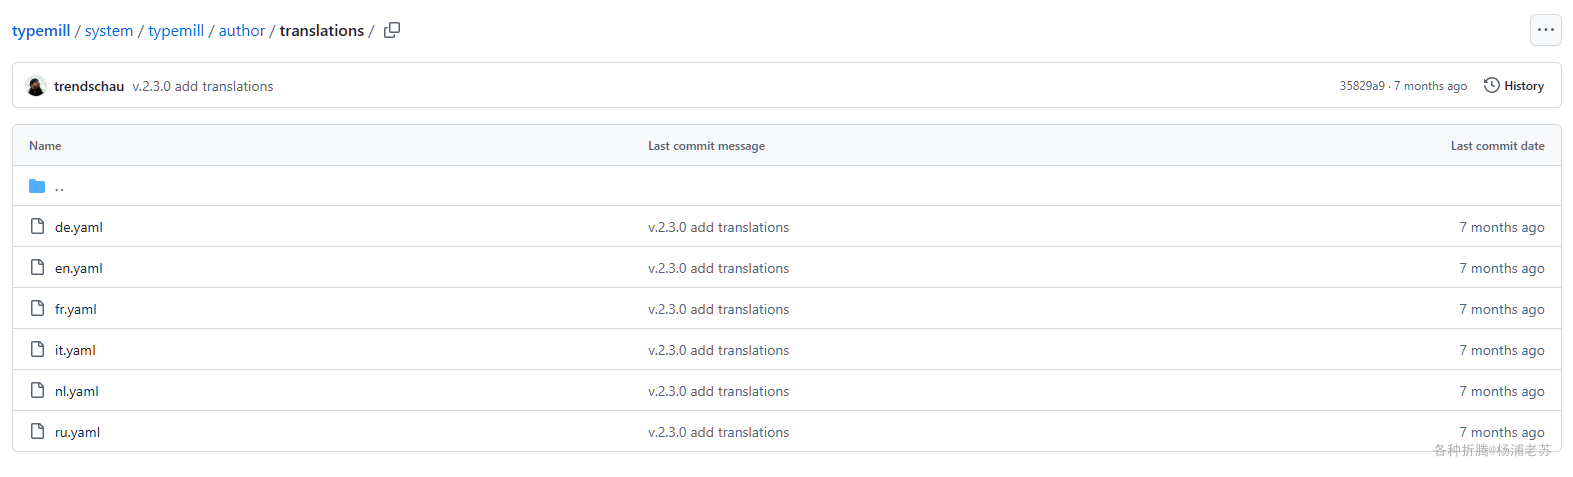 typemill / system / typemill / author / translations /
trendschau v.2.3.0 add translations 35829a9 · 7 months ago History
Name Last commit message Last commit date
..
de.yaml v.2.3.0 add translations 7 months ago
en.yaml v.2.3.0 add translations 7 months ago
fr.yaml v.2.3.0 add translations 7 months ago
it.yaml v.2.3.0 add translations 7 months ago
nl.yaml v.2.3.0 add translations 7 months ago
ru.yaml v.2.3.0 add translations 7 months ago
各种折腾@杨浦老苏